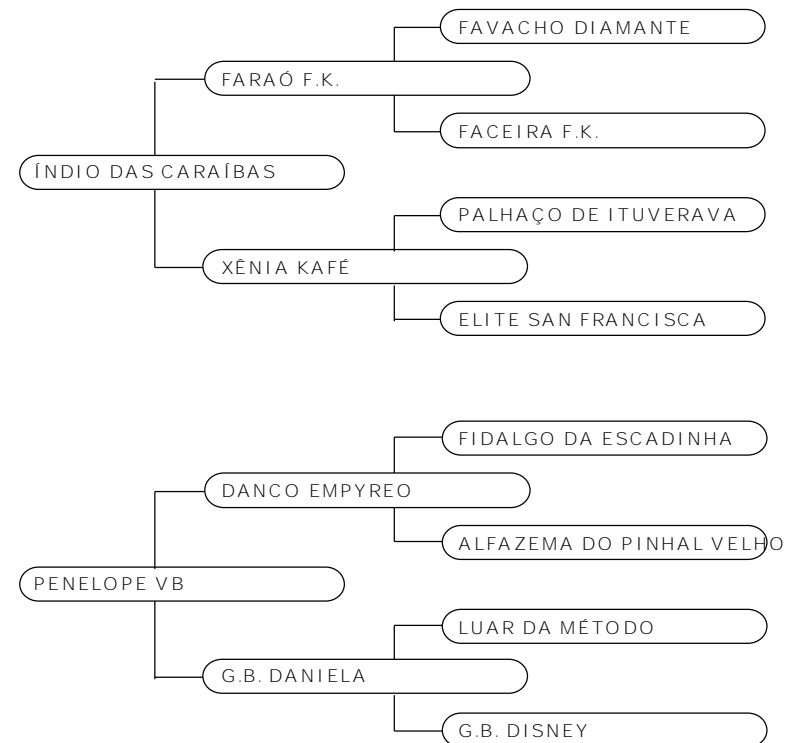 FAVACHO DIAMANTE
FARAÓ F.K.
FACEIRA F.K.
ÍNDIO DAS CARAÍBAS
PALHAÇO DE ITUVERAVA
XÊNIA KAFÉ
ELITE SAN FRANCISCA
FIDALGO DA ESCADINHA
DANCO EMPYREO
ALFAZEMA DO PINHAL VELHO
PENELOPE VB
LUAR DA MÉTODO
G.B. DANIELA
G.B. DISNEY